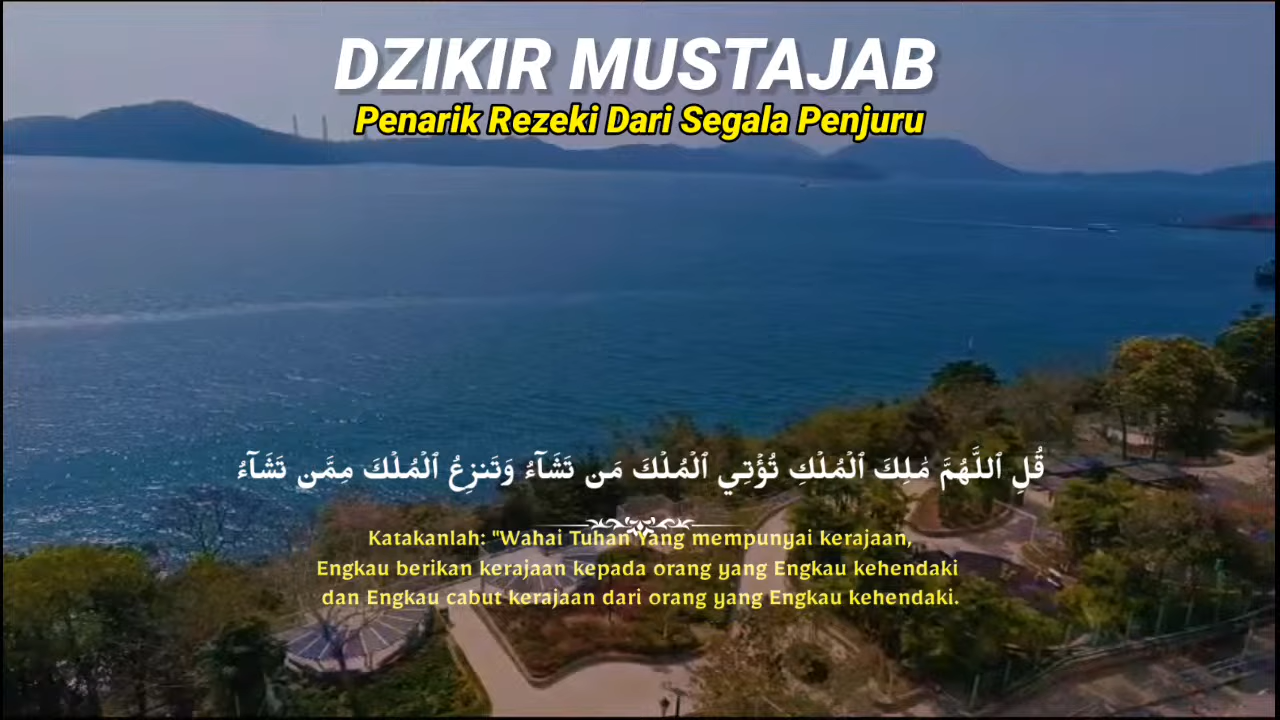 DZIKIR MUSTAJAB
Penarik Rezeki Dari Segala Penjuru
قُلِ ٱللَّهُمَّ مَٰلِكَ ٱلْمُلْكِ تُؤْتِي ٱلْمُلْكَ مَن تَشَآءُ وَتَنزِعُ ٱلْمُلْكَ مِمَّن تَشَآءُ
Katakanlah: "Wahai Tuhan Yang mempunyai kerajaan,
Engkau berikan kerajaan kepada orang yang Engkau kehendaki
dan Engkau cabut kerajaan dari orang yang Engkau kehendaki.